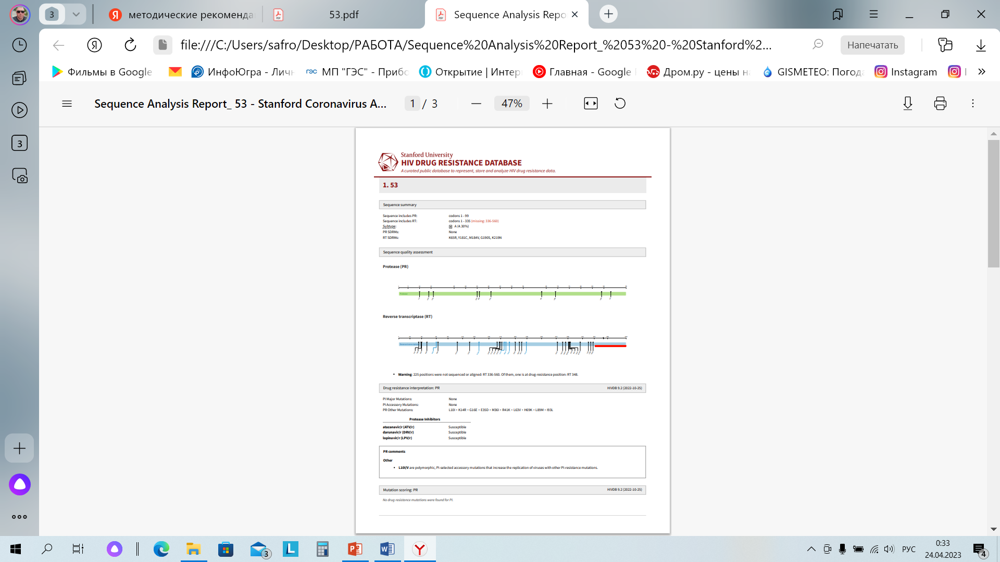 3
методические рекоменда
53.pdf
Sequence Analysis Repo
file:///C:/Users/safro/Desktop/РАБОТА/Sequence%20Analysis%20Report_%2053%20-%20Stanford%2...
Напечатать
Фильмы в Google
ИнфоЮгра - Личн
ГЭС
МП "ГЭС" - Прибо
Открытие | Интер
Главная - Google
Дром.ру - цены на
GISMETEO: Погода
Instagram
3
Sequence Analysis Report_ 53 - Stanford Coronavirus A...
1 / 3
47%
Stanford University
HIV DRUG RESISTANCE DATABASE
A curated public database to represent, store and analyze HIV drug resistance data.
1. 53
Sequence summary
Sequence includes PR: codons 1 - 99
Sequence includes RT: codons 1 - 335 (missing: 336-560)
Subtype: A (4.30%)
PR SDRMs: None
RT SDRMs: K65R, Y181C, M184V, G190S, K219N
Sequence quality assessment
Protease (PR)
Reverse transcriptase (RT)
• Warning: 225 positions were not sequenced or aligned: RT 336-560. Of them, one is at drug-resistance position: RT 348.
Drug resistance interpretation: PR HIVDB 9.2 (2022-10-25)
PI Major Mutations: None
PI Accessory Mutations: None
PR Other Mutations: L10I • K14R • G16E • E35D • M36I • R41K • L63V • H69K • L89M • I93L
Protease Inhibitors
atazanavir/r (ATV/r) Susceptible
darunavir/r (DRV/r) Susceptible
lopinavir/r (LPV/r) Susceptible
PR comments
Other
• L10I/V are polymorphic, PI-selected accessory mutations that increase the replication of viruses with other PI-resistance mutations.
Mutation scoring: PR HIVDB 9.2 (2022-10-25)
No drug resistance mutations were found for PI.
3
РУС
0:33
24.04.2023
4